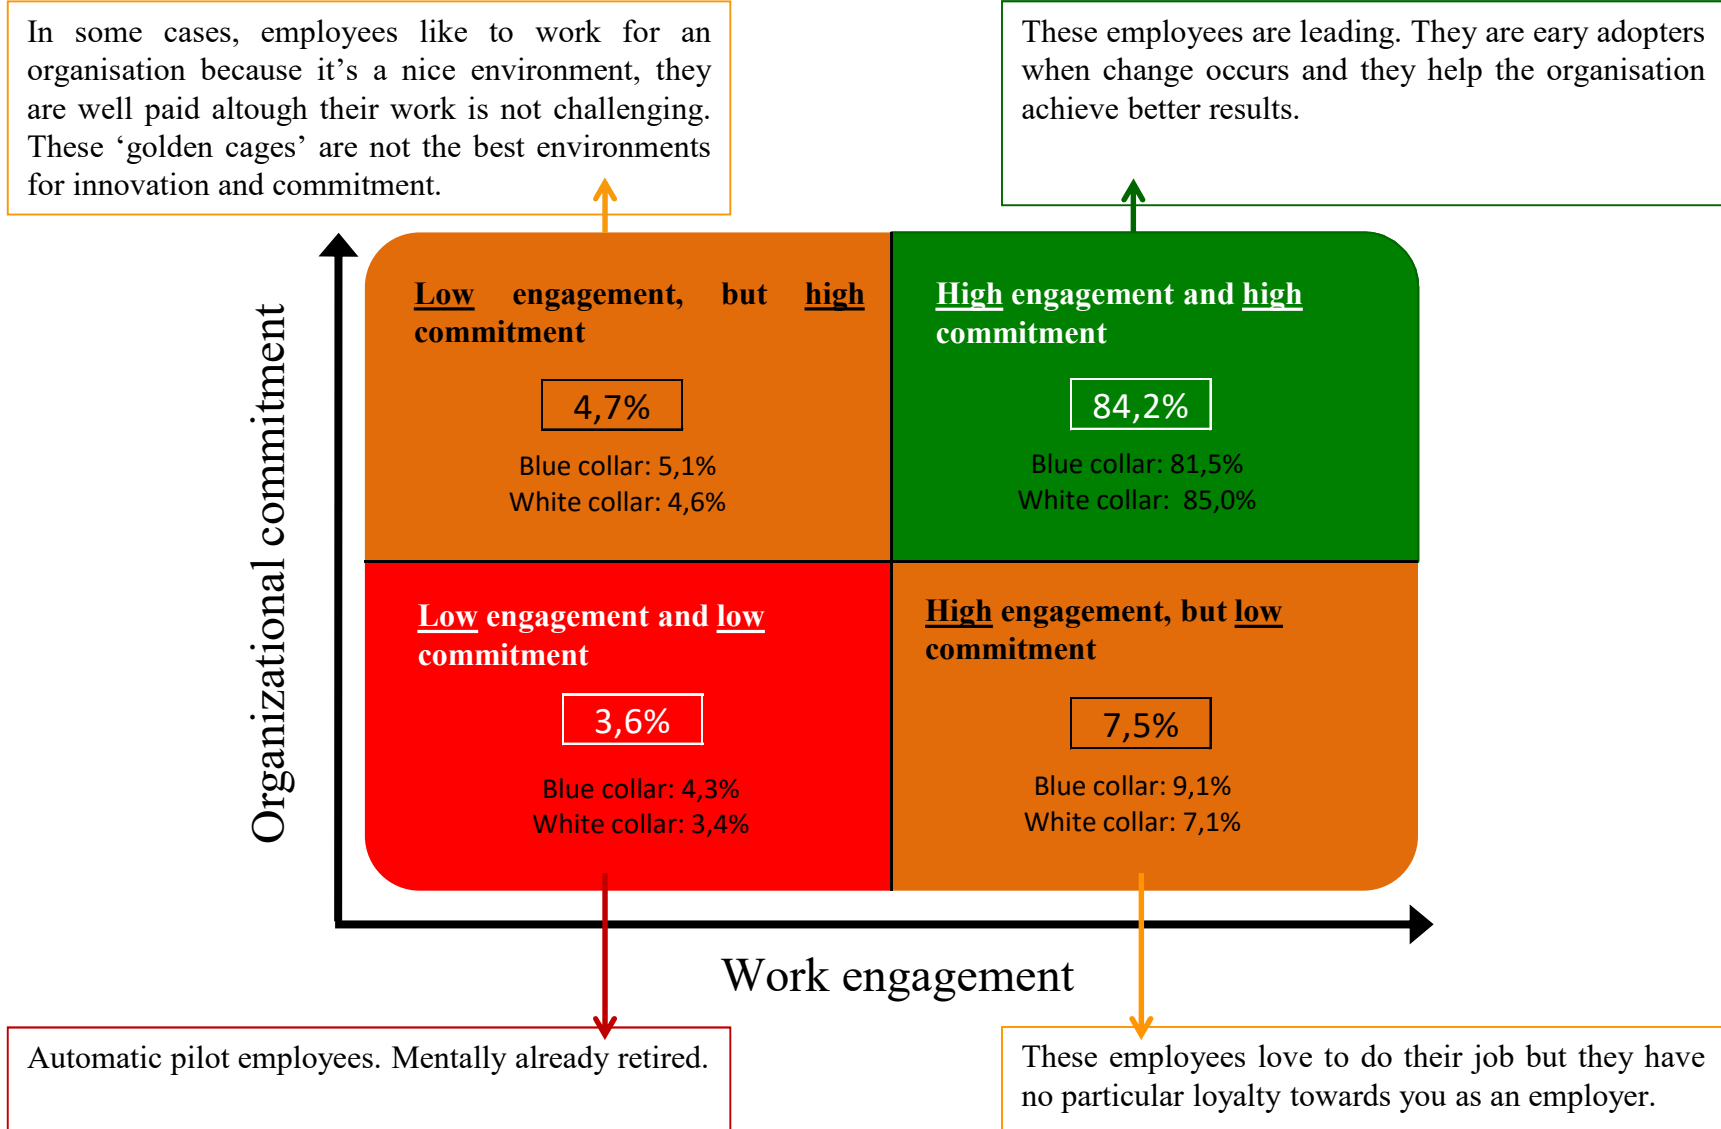 In some cases, employees like to work for an
organisation because it’s a nice environment, they
are well paid altough their work is not challenging.
These ‘golden cages’ are not the best environments
for innovation and commitment.
These employees are leading. They are eary adopters
when change occurs and they help the organisation
achieve better results.
Organizational commitment
Low engagement, but high
commitment
4,7%
Blue collar: 5,1%
White collar: 4,6%
High engagement and high
commitment
84,2%
Blue collar: 81,5%
White collar: 85,0%
Low engagement and low
commitment
3,6%
Blue collar: 4,3%
White collar: 3,4%
High engagement, but low
commitment
7,5%
Blue collar: 9,1%
White collar: 7,1%
Work engagement
Automatic pilot employees. Mentally already retired.
These employees love to do their job but they have
no particular loyalty towards you as an employer.